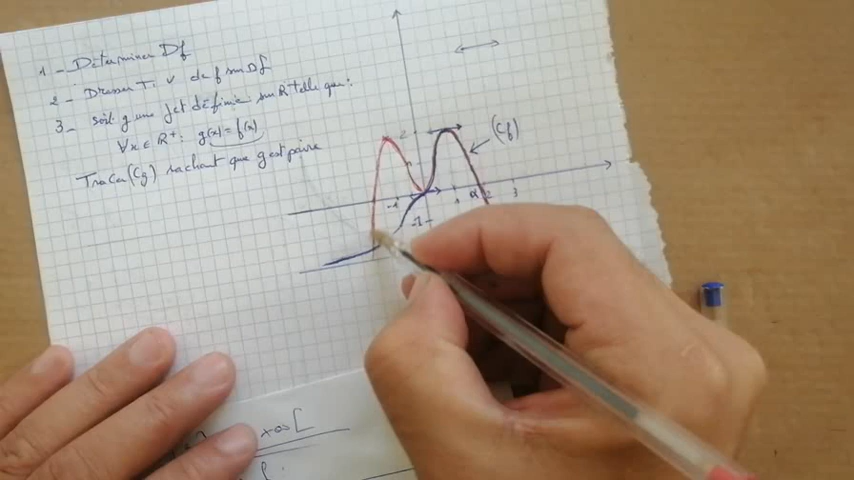 1 - Déterminer Df
2 - Dresser T. V de f sur Df
3 - Soit g une fct définie sur R telle que :
∀x ∈ R⁺ : g(x) = f(x)
Tracer (Cg) sachant que g est paire
(Cf)
2
-1
1
α
2
3
-1
+∞[